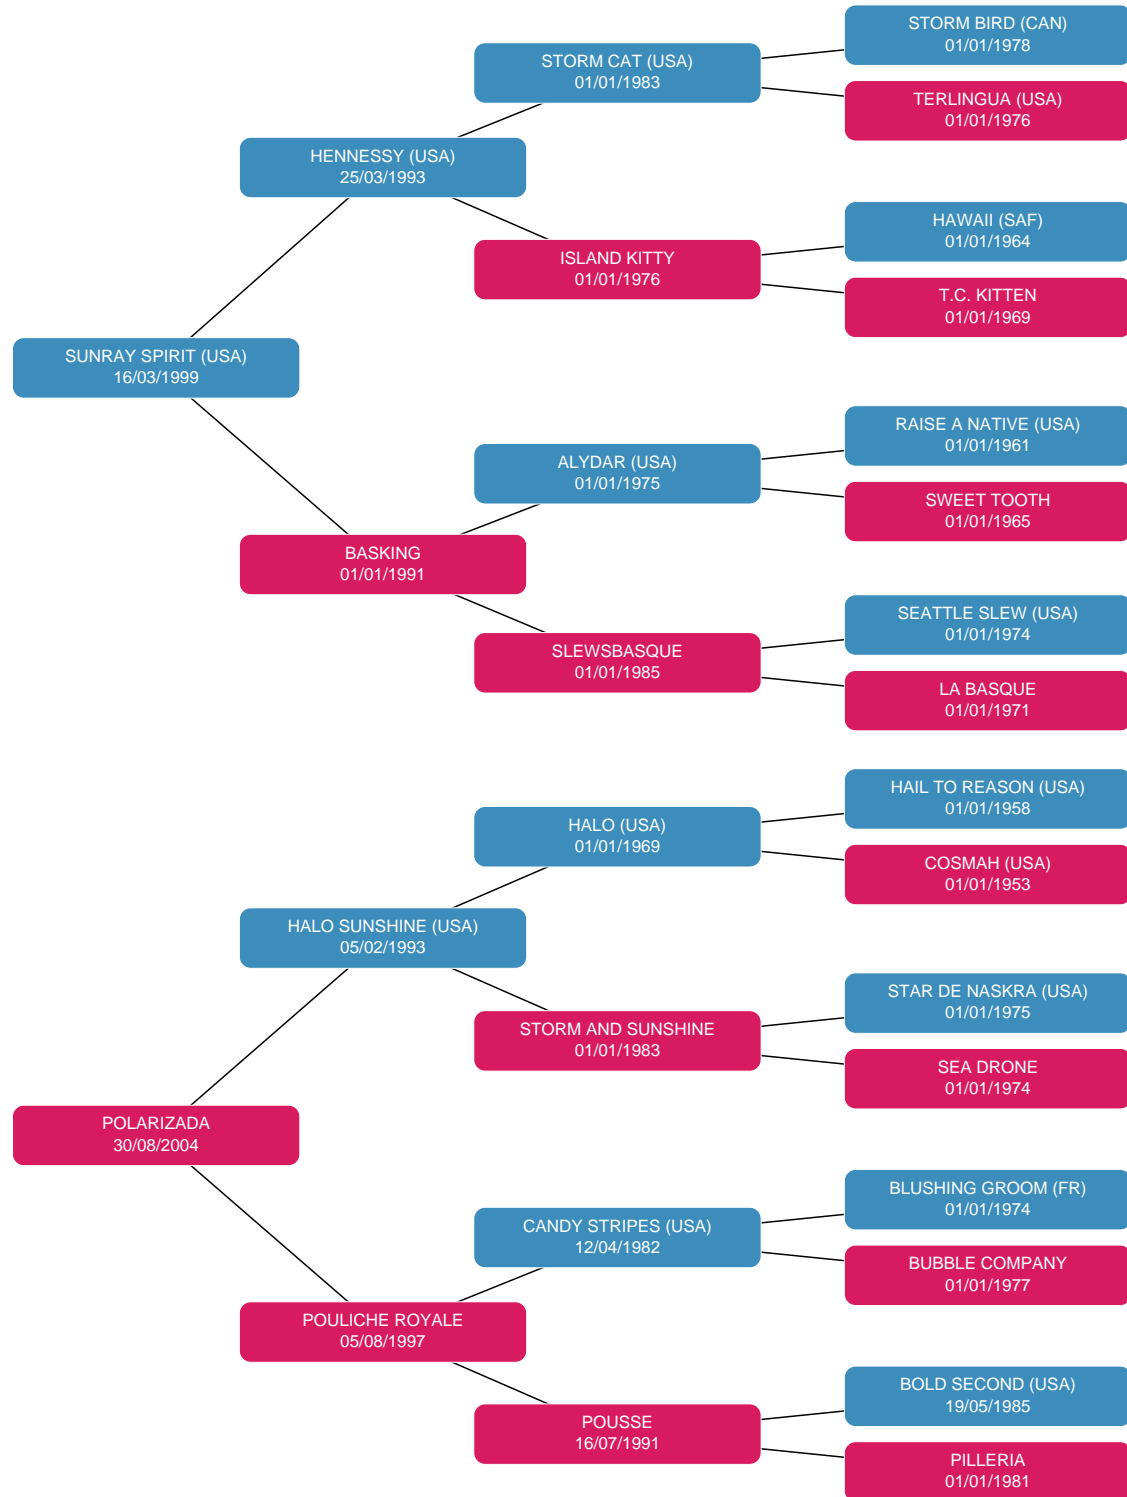 STORM BIRD (CAN)
01/01/1978
STORM CAT (USA)
01/01/1983
TERLINGUA (USA)
01/01/1976
HENNESSY (USA)
25/03/1993
HAWAII (SAF)
01/01/1964
ISLAND KITTY
01/01/1976
T.C. KITTEN
01/01/1969
SUNRAY SPIRIT (USA)
16/03/1999
RAISE A NATIVE (USA)
01/01/1961
ALYDAR (USA)
01/01/1975
SWEET TOOTH
01/01/1965
BASKING
01/01/1991
SEATTLE SLEW (USA)
01/01/1974
SLEWSBASQUE
01/01/1985
LA BASQUE
01/01/1971
HAIL TO REASON (USA)
01/01/1958
HALO (USA)
01/01/1969
COSMAH (USA)
01/01/1953
HALO SUNSHINE (USA)
05/02/1993
STAR DE NASKRA (USA)
01/01/1975
STORM AND SUNSHINE
01/01/1983
SEA DRONE
01/01/1974
POLARIZADA
30/08/2004
BLUSHING GROOM (FR)
01/01/1974
CANDY STRIPES (USA)
12/04/1982
BUBBLE COMPANY
01/01/1977
POULICHE ROYALE
05/08/1997
BOLD SECOND (USA)
19/05/1985
POUSSE
16/07/1991
PILLERIA
01/01/1981